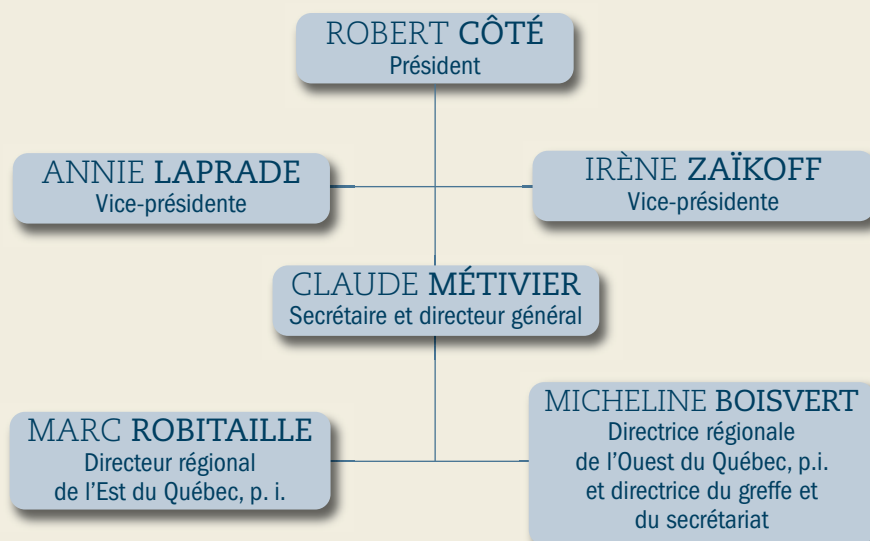 ROBERT CÔTÉ
Président
ANNIE LAPRADE
Vice-présidente
IRÈNE ZAÏKOFF
Vice-présidente
CLAUDE MÉTIVIER
Secrétaire et directeur général
MARC ROBITAILLE
Directeur régional
de l'Est du Québec, p. i.
MICHELINE BOISVERT
Directrice régionale
de l'Ouest du Québec, p.i.
et directrice du greffe et
du secrétariat